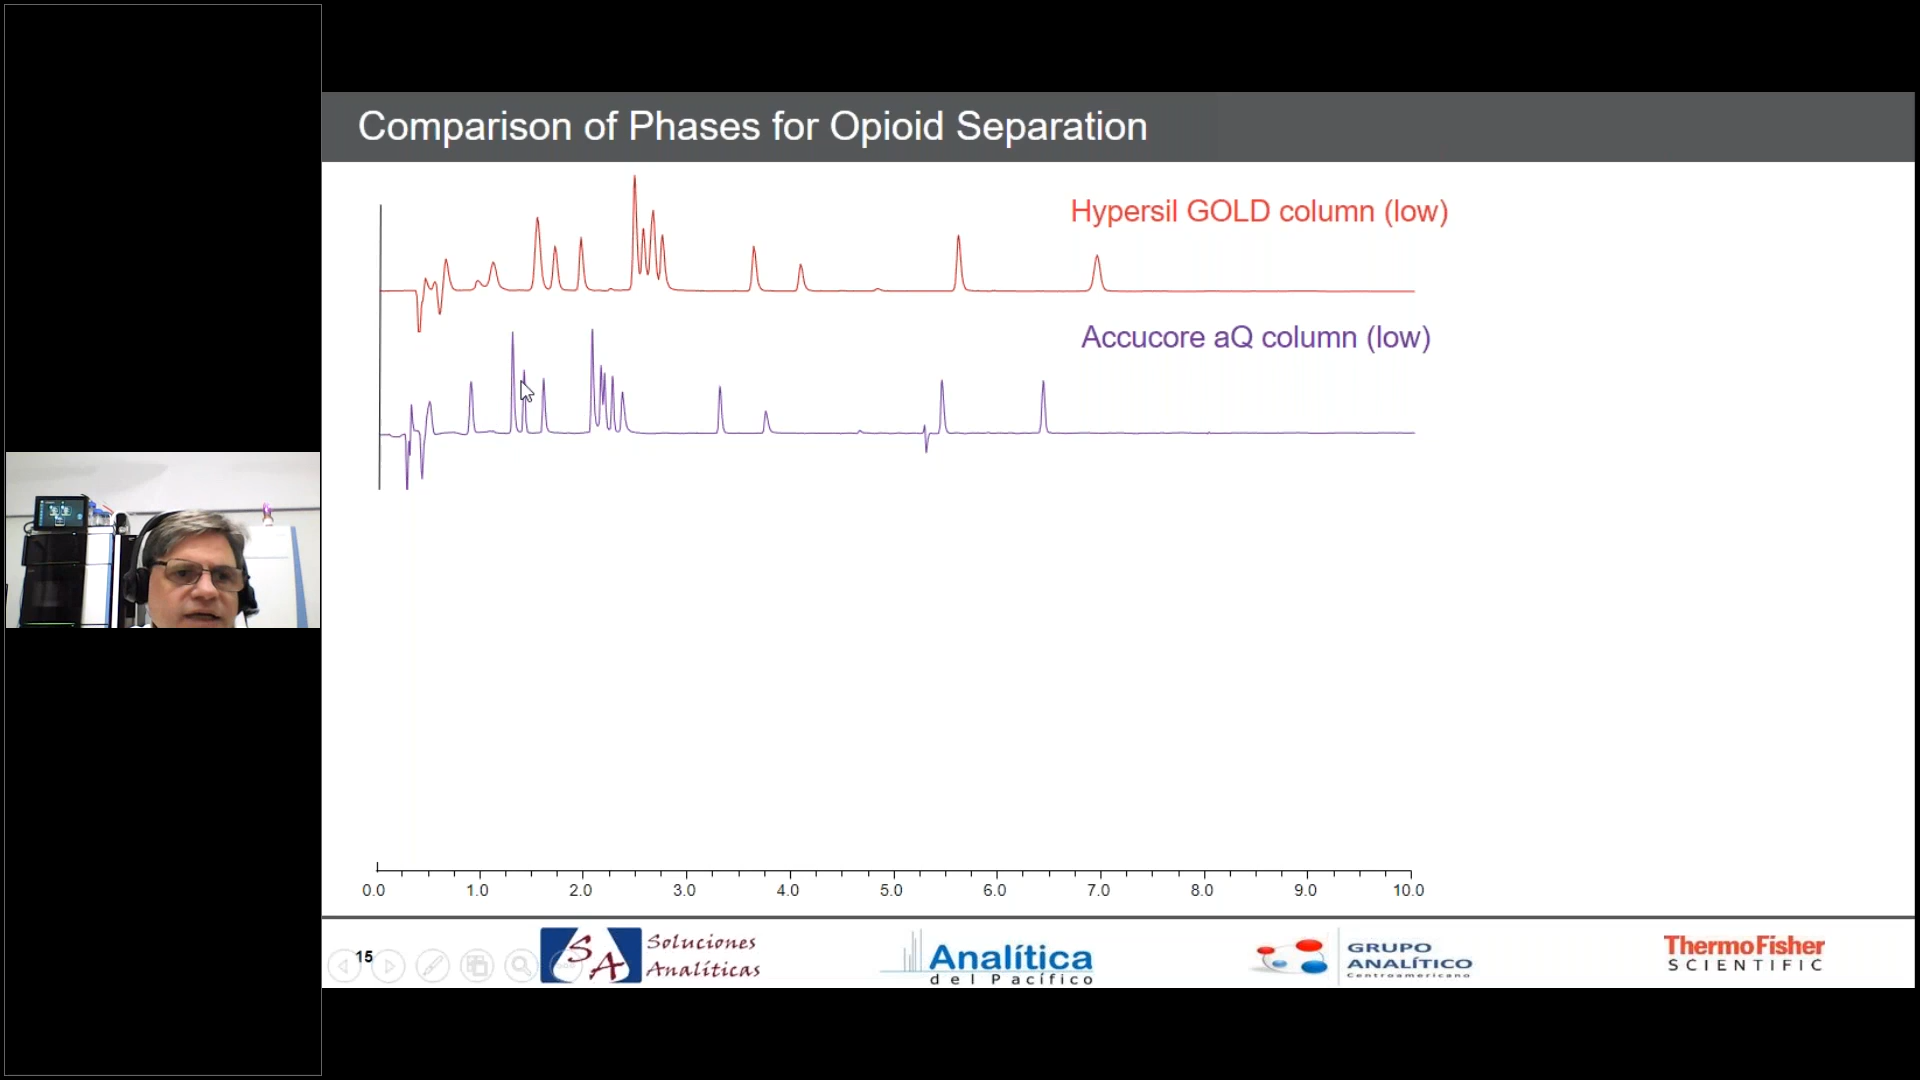 Comparison of Phases for Opioid Separation
Hypersil GOLD column (low)
Accucore aQ column (low)
0.0 1.0 2.0 3.0 4.0 5.0 6.0 7.0 8.0 9.0 10.0
15
SA
Soluciones
Analíticas
Analítica
del Pacífico
GRUPO
ANALÍTICO
Centroamericano
ThermoFisher
SCIENTIFIC